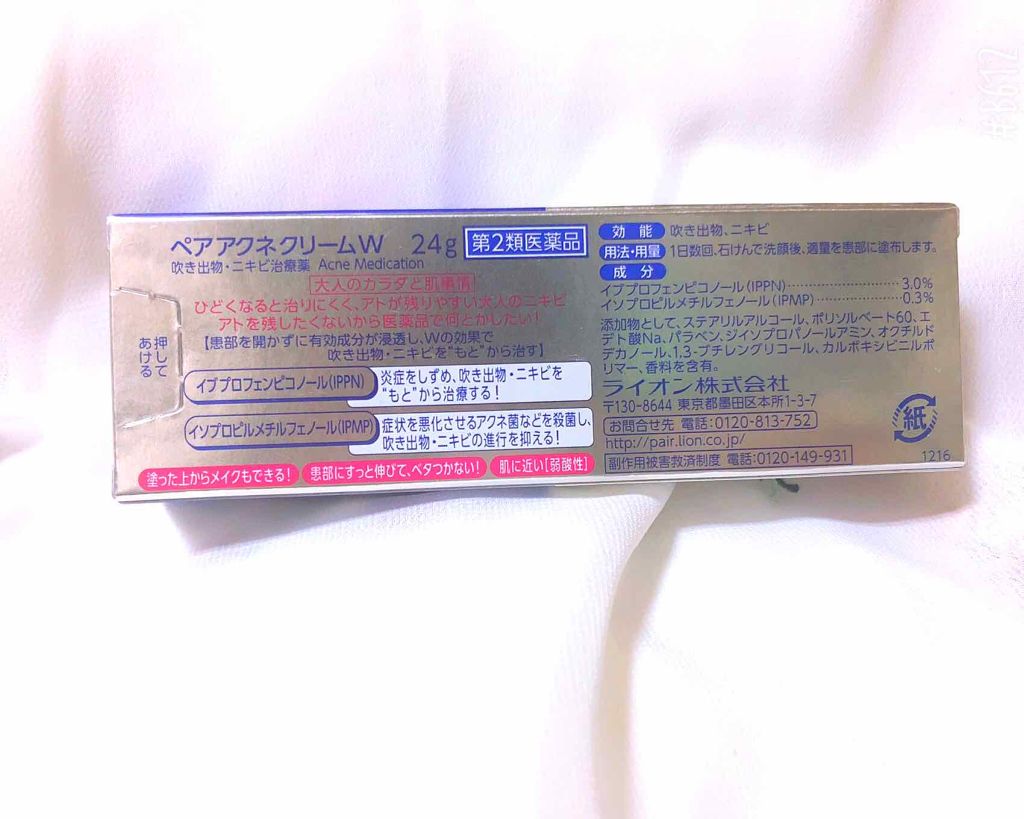 ペアアクネクリームW 24g 第2類医薬品
吹き出物・ニキビ治療薬 Acne Medication
大人のカラダと肌事情
ひどくなると治りにくく、アトが残りやすい大人のニキビ
アトを残したくないから医薬品で何とかしたい!
【患部を開かずに有効成分が浸透し、Wの効果で
吹き出物・ニキビを“もと”から治す】
イブプロフェンピコノール(IPPN)
炎症をしずめ、吹き出物・ニキビを
“もと”から治療する!
イソプロピルメチルフェノール(IPMP)
症状を悪化させるアクネ菌などを殺菌し、
吹き出物・ニキビの進行を抑える!
塗った上からメイクもできる! 患部にすっと伸びて、ベタつかない! 肌に近い[弱酸性]
押して
あける
効能 吹き出物、ニキビ
用法・用量 1日数回、石けんで洗顔後、適量を患部に塗布します。
成分
イブプロフェンピコノール(IPPN)……………………3.0%
イソプロピルメチルフェノール(IPMP)………………0.3%
添加物として、ステアリルアルコール、ポリソルベート60、エ
デト酸Na、パラベン、ジイソプロパノールアミン、オクチルド
デカノール、1,3-ブチレングリコール、カルボキシビニルポ
リマー、香料を含有。
ライオン株式会社
〒130-8644 東京都墨田区本所1-3-7
お問合せ先 電話:0120-813-752
http://pair.lion.co.jp/
副作用被害救済制度 電話:0120-149-931
紙
1216
#B612